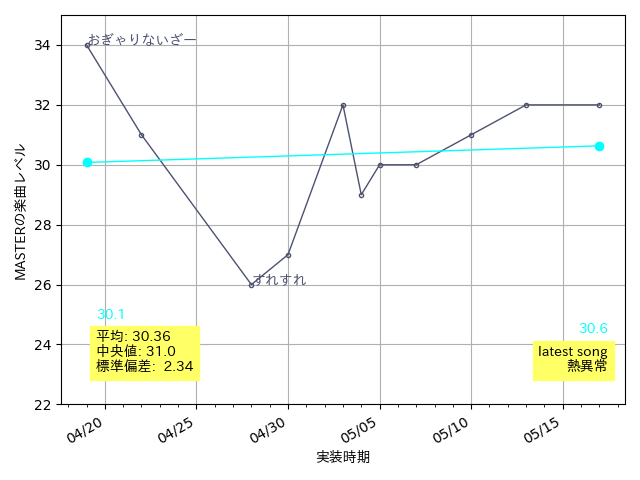 34
32
30
28
26
24
22
MASTERの楽曲レベル
おぎゃりないざー
すれすれ
30.1
平均: 30.36
中央値: 31.0
標準偏差: 2.34
30.6
latest song
熱異常
04/20
04/25
04/30
05/05
05/10
05/15
実装時期